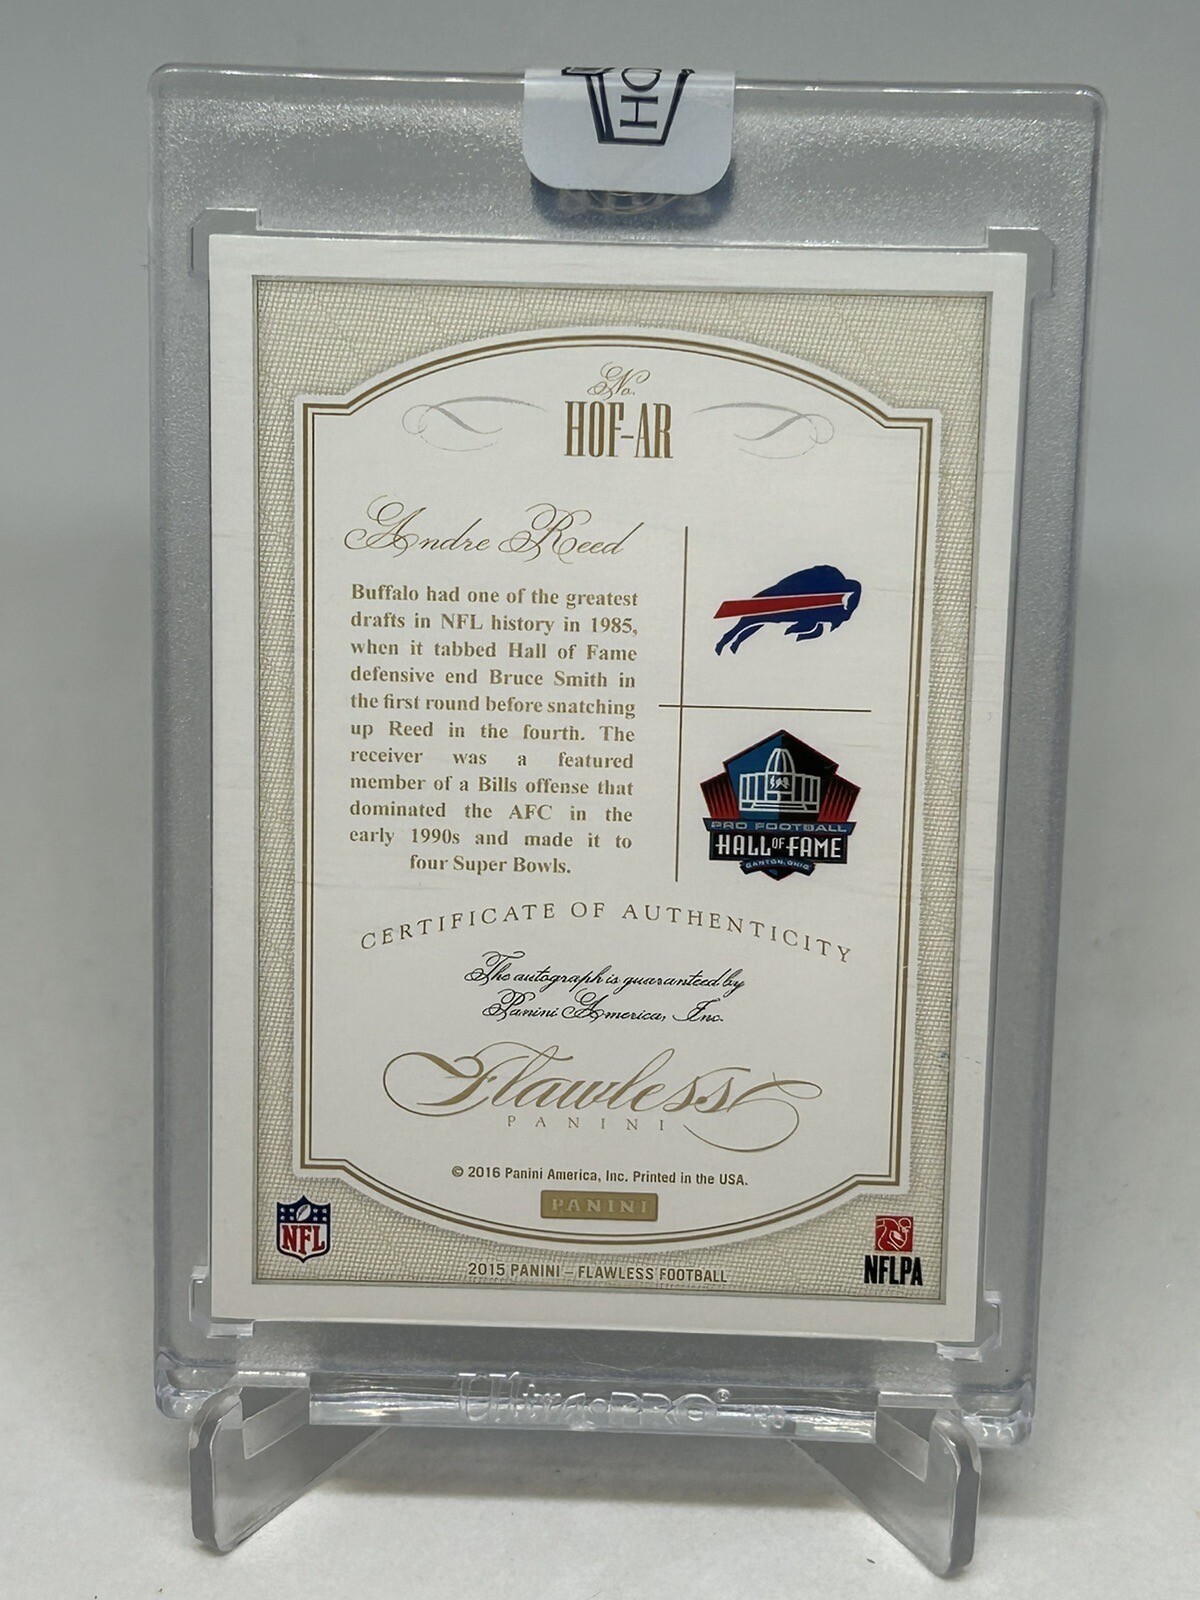 HO
No.
HOF-AR
Andre Reed
Buffalo had one of the greatest
drafts in NFL history in 1985,
when it tabbed Hall of Fame
defensive end Bruce Smith in
the first round before snatching
up Reed in the fourth. The
receiver was a featured
member of a Bills offense that
dominated the AFC in the
early 1990s and made it to
four Super Bowls.
PRO FOOTBALL
HALL OF FAME
CANTON, OHIO
CERTIFICATE OF AUTHENTICITY
The autograph is guaranteed by
Panini America, Inc.
Flawless
PANINI
© 2016 Panini America, Inc. Printed in the USA.
PANINI
NFL
NFLPA
2015 PANINI – FLAWLESS FOOTBALL
Ultra PRO®